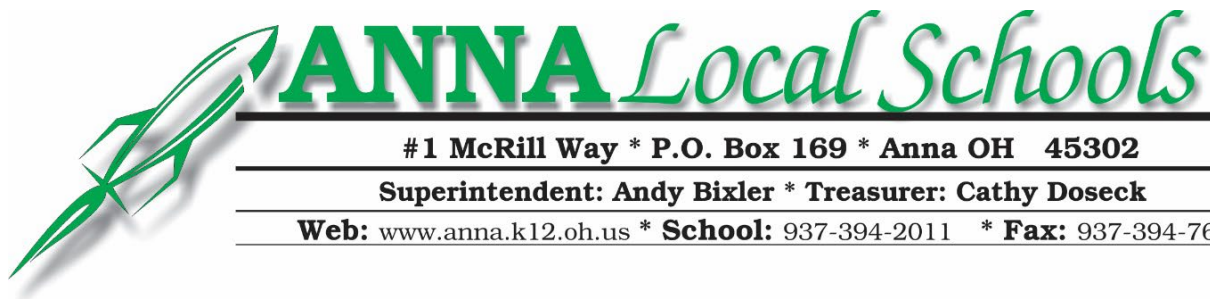 ANNA Local Schools
#1 McRill Way * P.O. Box 169 * Anna OH 45302
Superintendent: Andy Bixler * Treasurer: Cathy Doseck
Web: www.anna.k12.oh.us * School: 937-394-2011 * Fax: